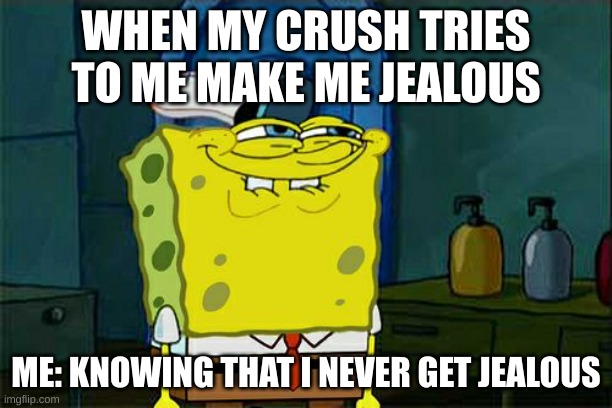 WHEN MY CRUSH TRIES
TO ME MAKE ME JEALOUS
ME: KNOWING THAT I NEVER GET JEALOUS
imgflip.com